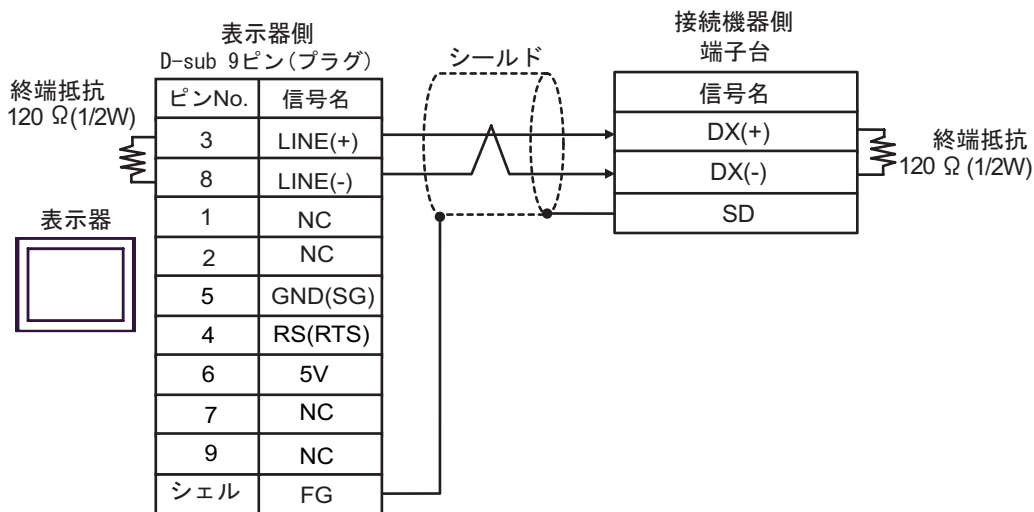 表示器側
D-sub 9ピン(プラグ)
シールド
接続機器側
端子台
終端抵抗
120 Ω(1/2W)
ピンNo. 信号名
3 LINE(+)
8 LINE(-)
1 NC
2 NC
5 GND(SG)
4 RS(RTS)
6 5V
7 NC
9 NC
シェル FG
表示器
信号名
DX(+)
DX(-)
SD
終端抵抗
120 Ω (1/2W)